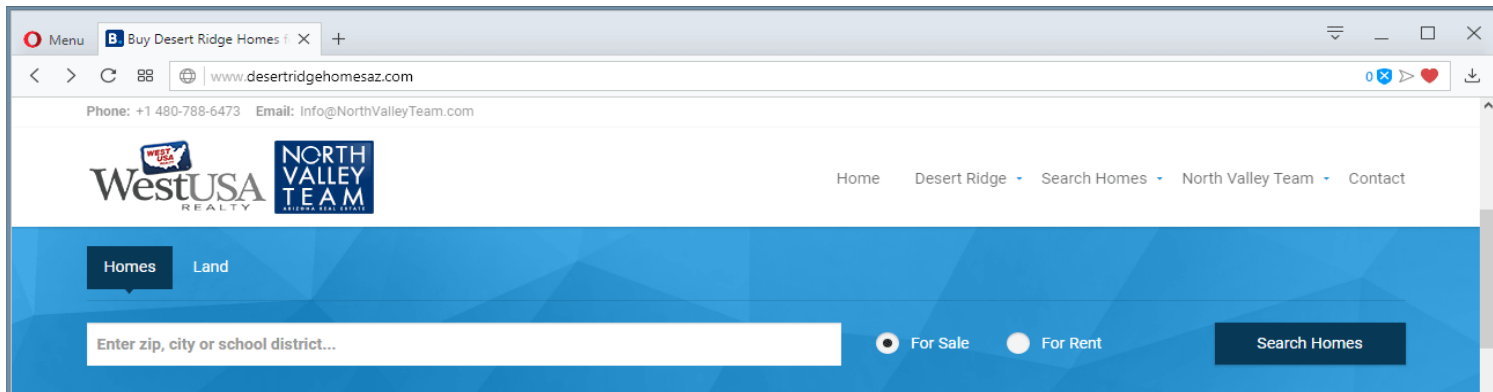 Menu B. Buy Desert Ridge Homes f
www.desertridgehomesaz.com 0
Phone: +1 480-788-6473 Email: Info@NorthValleyTeam.com
WEST USA
WestUSA
REALTY
NORTH
VALLEY
TEAM
ARIZONA REAL ESTATE
Home Desert Ridge Search Homes North Valley Team Contact
Homes Land
Enter zip, city or school district... For Sale For Rent Search Homes